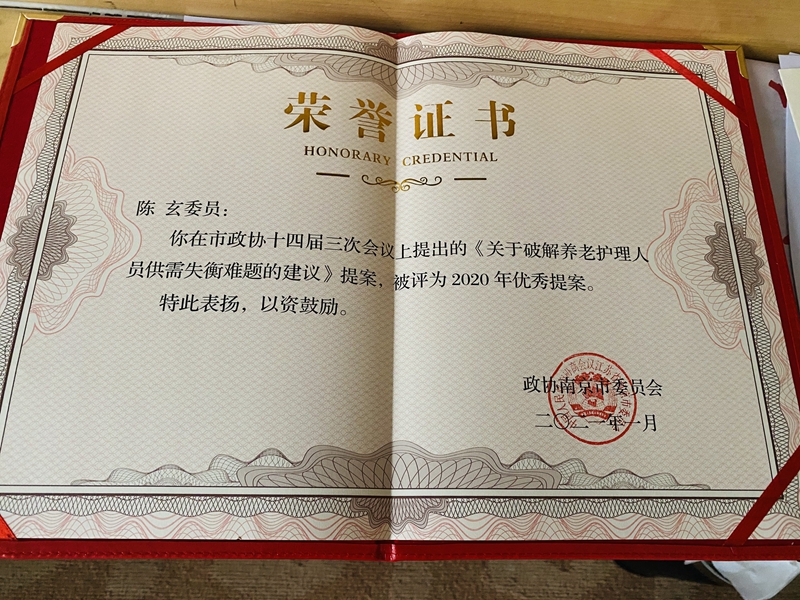 荣誉证书
HONORARY CREDENTIAL
陈 玄委员：
你在市政协十四届三次会议上提出的《关于破解养老护理人
员供需失衡难题的建议》提案，被评为 2020 年优秀提案。
特此表扬，以资鼓励。
政协南京市委员会
二〇二一年一月